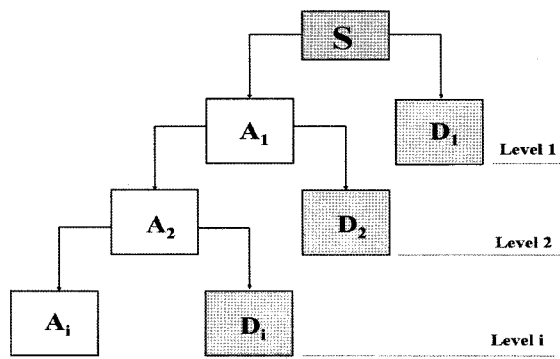 S
A₁ D₁ Level 1
A₂ D₂ Level 2
Aᵢ Dᵢ Level i